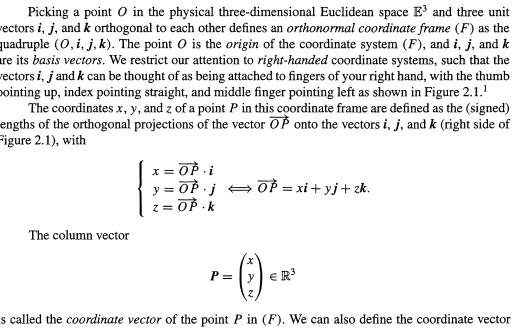 Picking a point O in the physical three-dimensional Euclidean space 𝔼³ and three unit
vectors i, j, and k orthogonal to each other defines an orthonormal coordinate frame (F) as the
quadruple (O, i, j, k). The point O is the origin of the coordinate system (F), and i, j, and k
are its basis vectors. We restrict our attention to right-handed coordinate systems, such that the
vectors i, j and k can be thought of as being attached to fingers of your right hand, with the thumb
pointing up, index pointing straight, and middle finger pointing left as shown in Figure 2.1.¹
The coordinates x, y, and z of a point P in this coordinate frame are defined as the (signed)
lengths of the orthogonal projections of the vector OP→ onto the vectors i, j, and k (right side of
Figure 2.1), with
x = OP→ · i
y = OP→ · j ⟺ OP→ = xi + yj + zk.
z = OP→ · k
The column vector
P = (x y z) ∈ ℝ³
is called the coordinate vector of the point P in (F). We can also define the coordinate vector